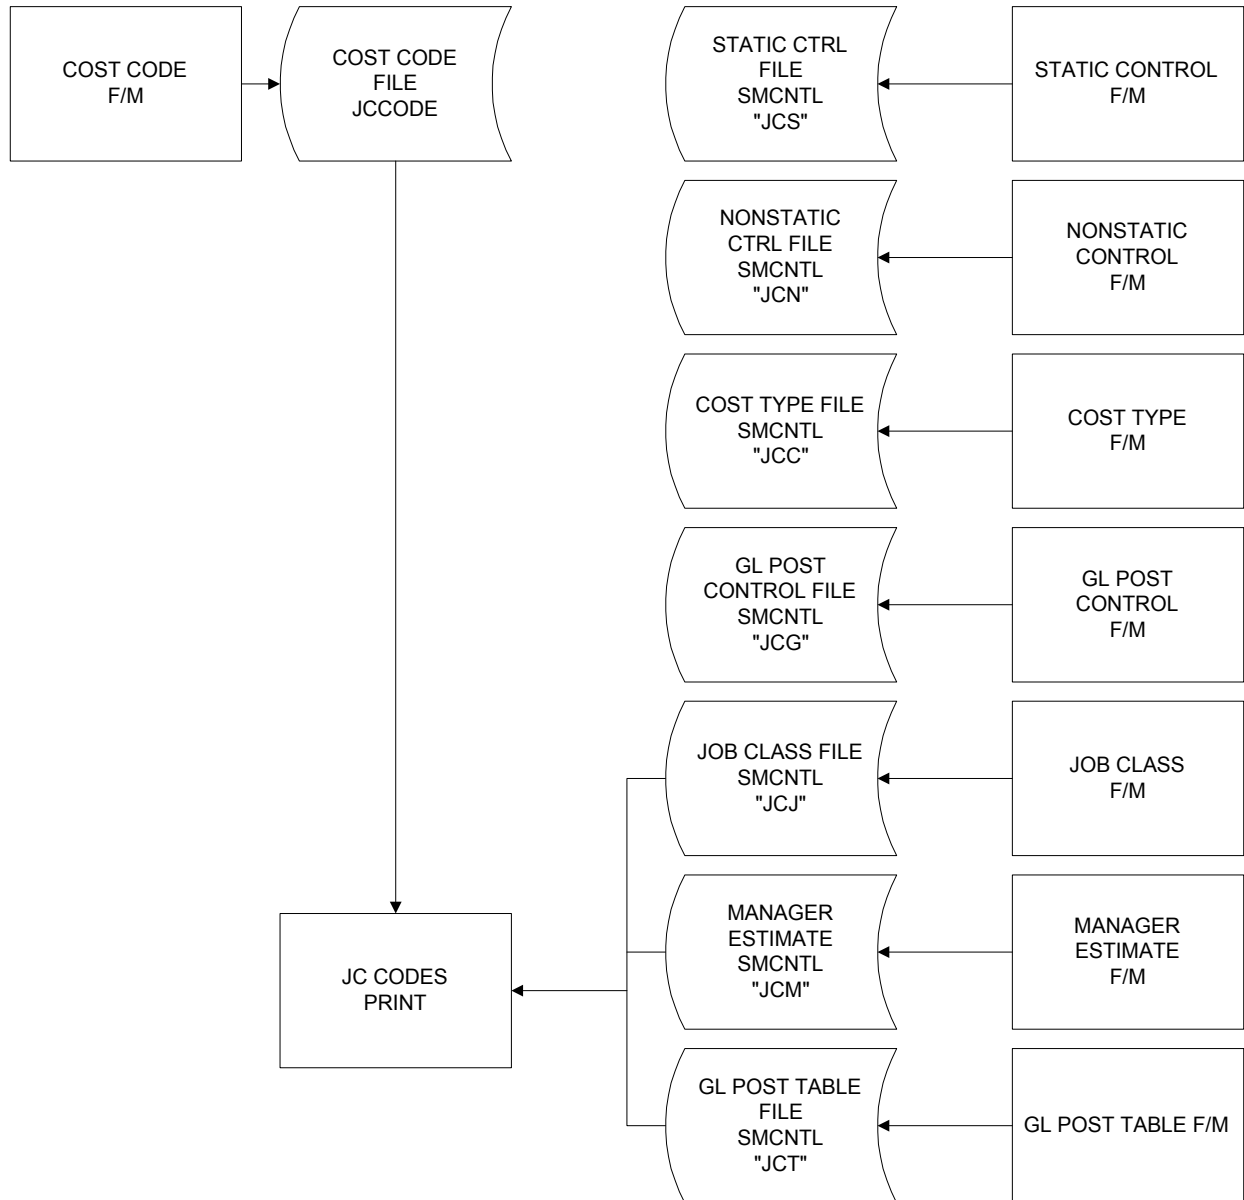 COST CODE
F/M
COST CODE
FILE
JCCODE
STATIC CTRL
FILE
SMCNTL
"JCS"
STATIC CONTROL
F/M
NONSTATIC
CTRL FILE
SMCNTL
"JCN"
NONSTATIC
CONTROL
F/M
COST TYPE FILE
SMCNTL
"JCC"
COST TYPE
F/M
GL POST
CONTROL FILE
SMCNTL
"JCG"
GL POST
CONTROL
F/M
JOB CLASS FILE
SMCNTL
"JCJ"
JOB CLASS
F/M
JC CODES
PRINT
MANAGER
ESTIMATE
SMCNTL
"JCM"
MANAGER
ESTIMATE
F/M
GL POST TABLE
FILE
SMCNTL
"JCT"
GL POST TABLE F/M